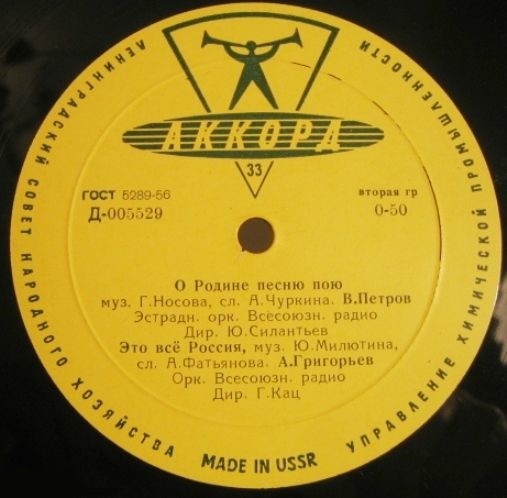 ЛЕНИНГРАДСКИЙ СОВЕТ НАРОДНОГО ХОЗЯЙСТВА
УПРАВЛЕНИЕ ХИМИЧЕСКОЙ ПРОМЫШЛЕННОСТИ
АККОРД
33
ГОСТ 5289-56
вторая гр
Д-005529
0-50
О Родине песню пою
муз. Г.Носова, сл. А.Чуркина. В.Петров
Эстрадн. орк. Всесоюзн. радио
Дир. Ю.Силантьев
Это всё Россия, муз. Ю.Милютина,
сл. А.Фатьянова. А.Григорьев
Орк. Всесоюзн. радио
Дир. Г.Кац
MADE IN USSR